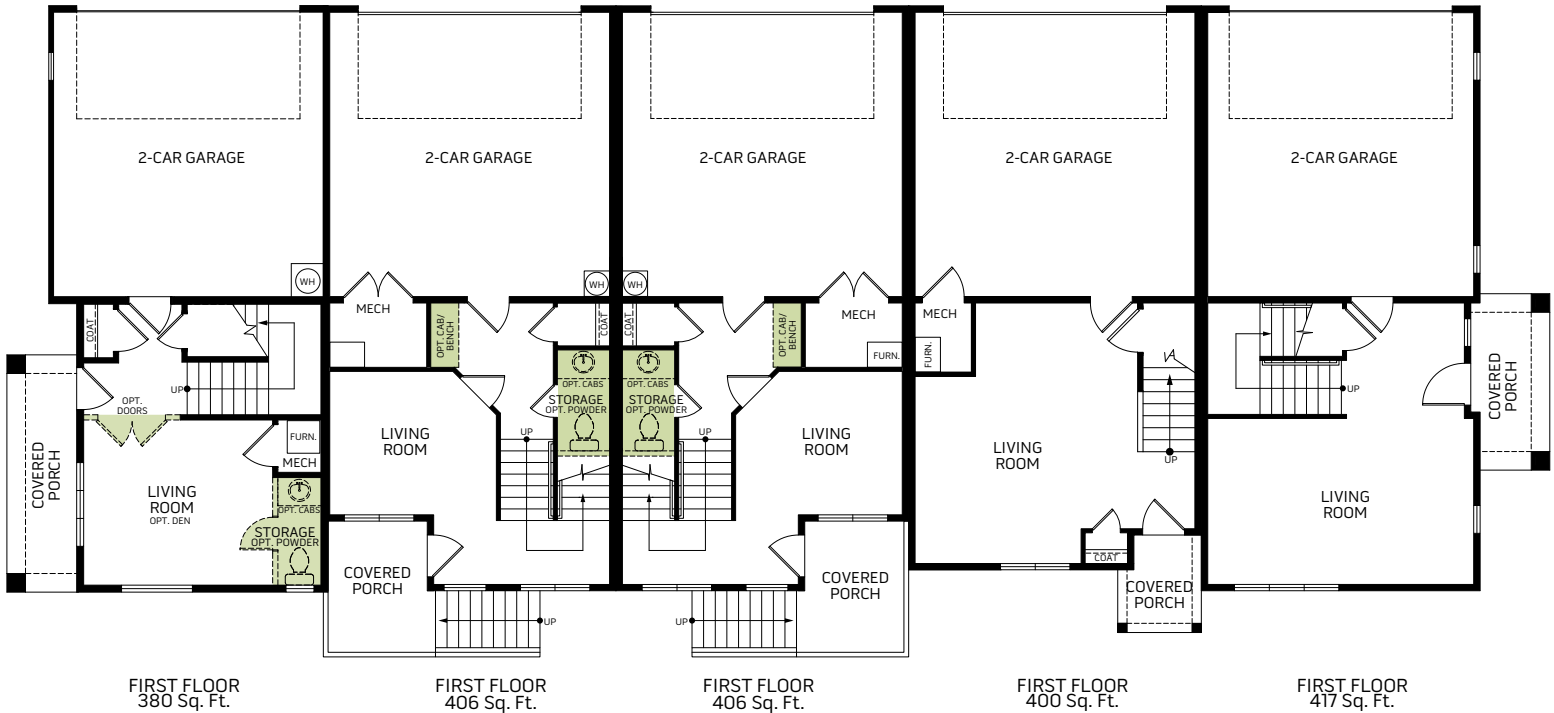 2-CAR GARAGE
WH
COAT
UP
OPT.
DOORS
COVERED
PORCH
FURN.
MECH
LIVING
ROOM
OPT. DEN
OPT. CABS
STORAGE
OPT. POWDER
FIRST FLOOR
380 Sq. Ft.
2-CAR GARAGE
WH
MECH
OPT. CAB/
BENCH
COAT
OPT. CABS
STORAGE
OPT. POWDER
LIVING
ROOM
UP
COVERED
PORCH
UP
FIRST FLOOR
406 Sq. Ft.
2-CAR GARAGE
WH
COAT
OPT. CAB/
BENCH
MECH
FURN.
OPT. CABS
STORAGE
OPT. POWDER
LIVING
ROOM
UP
COVERED
PORCH
UP
FIRST FLOOR
406 Sq. Ft.
2-CAR GARAGE
MECH
FURN.
LIVING
ROOM
UP
COAT
COVERED
PORCH
FIRST FLOOR
400 Sq. Ft.
2-CAR GARAGE
UP
COVERED
PORCH
LIVING
ROOM
FIRST FLOOR
417 Sq. Ft.